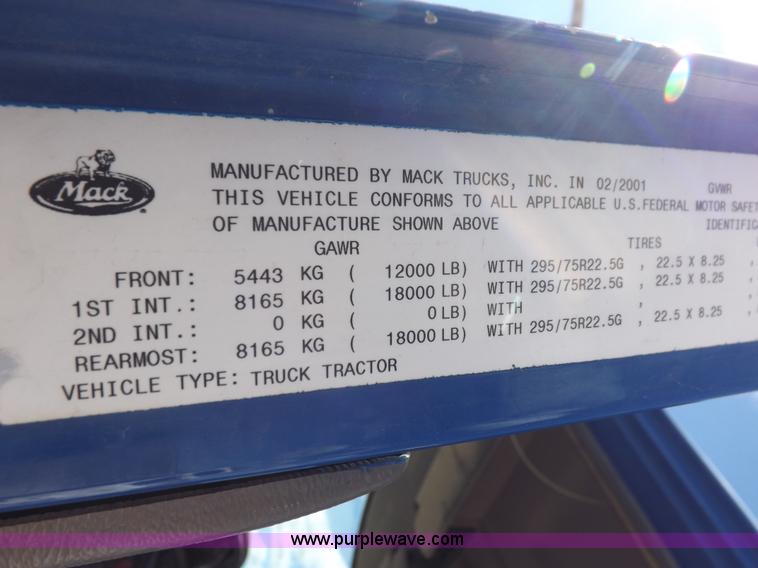 Mack
MANUFACTURED BY MACK TRUCKS, INC. IN 02/2001 GVWR
THIS VEHICLE CONFORMS TO ALL APPLICABLE U.S.FEDERAL MOTOR SAFET
OF MANUFACTURE SHOWN ABOVE IDENTIFIC
GAWR TIRES
FRONT: 5443 KG ( 12000 LB) WITH 295/75R22.5G , 22.5 X 8.25 ,
1ST INT.: 8165 KG ( 18000 LB) WITH 295/75R22.5G , 22.5 X 8.25 ,
2ND INT.: 0 KG ( 0 LB) WITH , ,
REARMOST: 8165 KG ( 18000 LB) WITH 295/75R22.5G , 22.5 X 8.25 ,
VEHICLE TYPE: TRUCK TRACTOR
www.purplewave.com